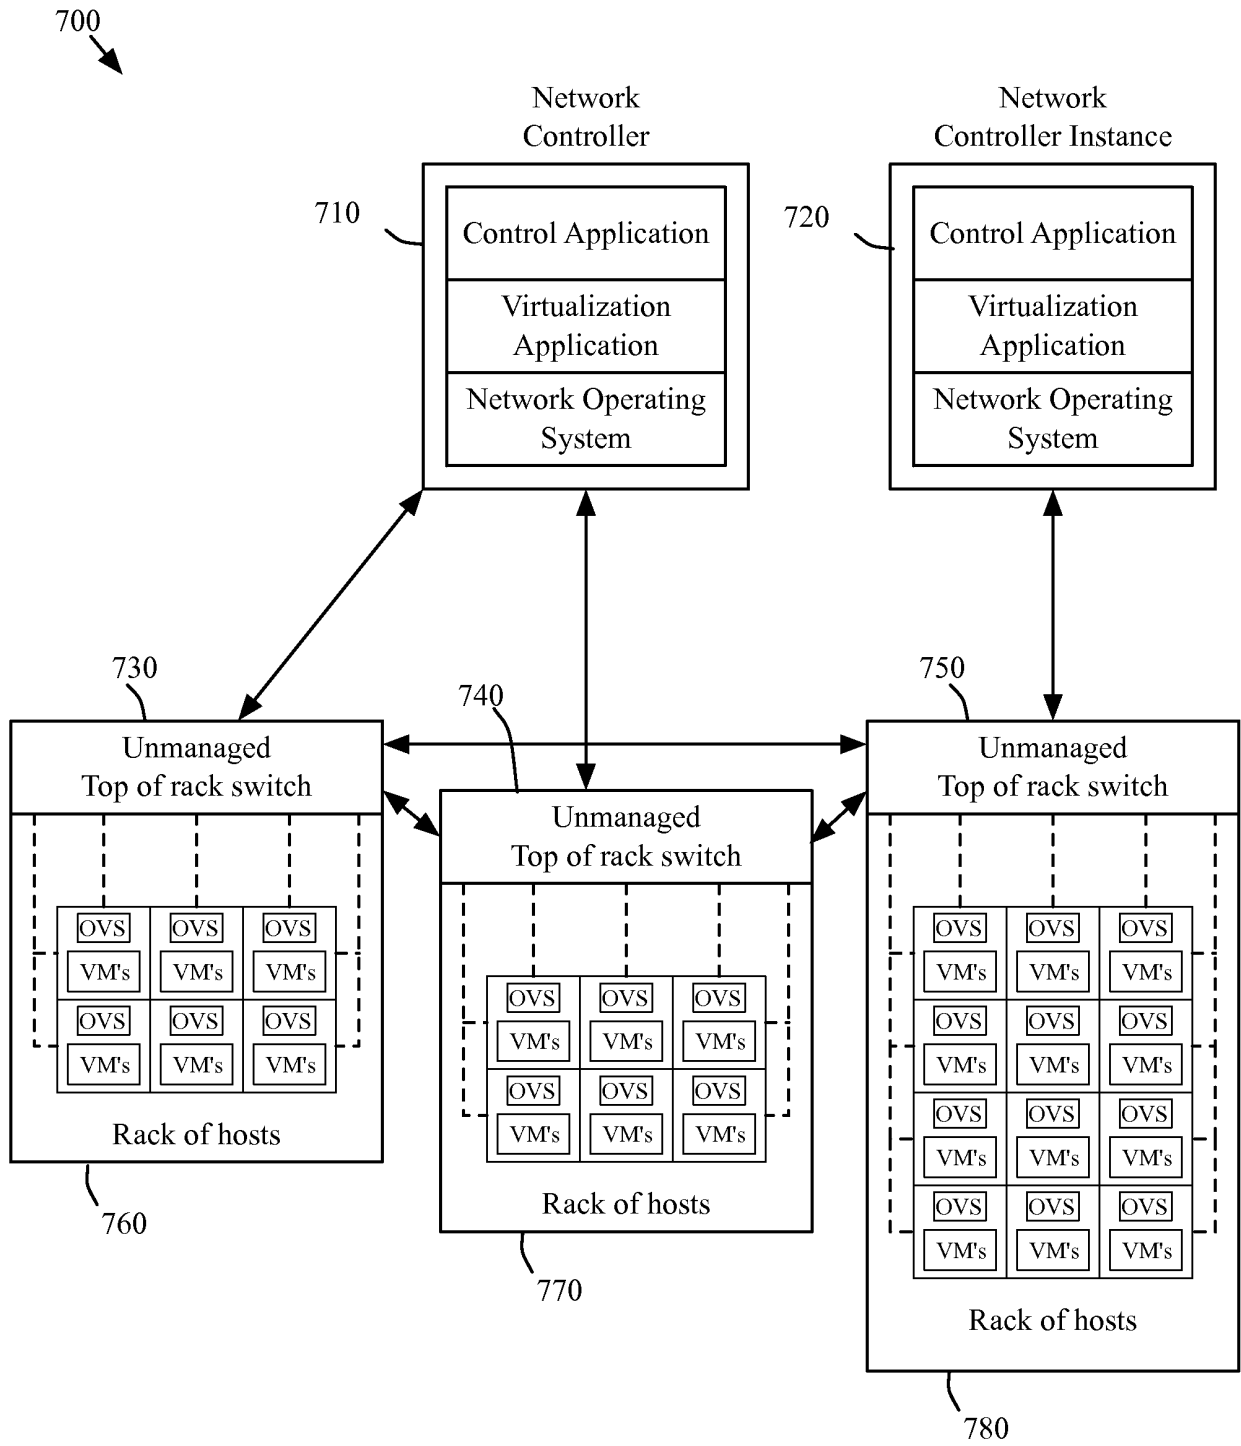 700
Network
Controller
Network
Controller Instance
710
Control Application
Virtualization
Application
Network Operating
System
720
Control Application
Virtualization
Application
Network Operating
System
730
Unmanaged
Top of rack switch
740
Unmanaged
Top of rack switch
750
Unmanaged
Top of rack switch
OVS OVS OVS
VM's VM's VM's
OVS OVS OVS
VM's VM's VM's
Rack of hosts
760
OVS OVS OVS
VM's VM's VM's
OVS OVS OVS
VM's VM's VM's
Rack of hosts
770
OVS OVS OVS
VM's VM's VM's
OVS OVS OVS
VM's VM's VM's
OVS OVS OVS
VM's VM's VM's
OVS OVS OVS
VM's VM's VM's
Rack of hosts
780